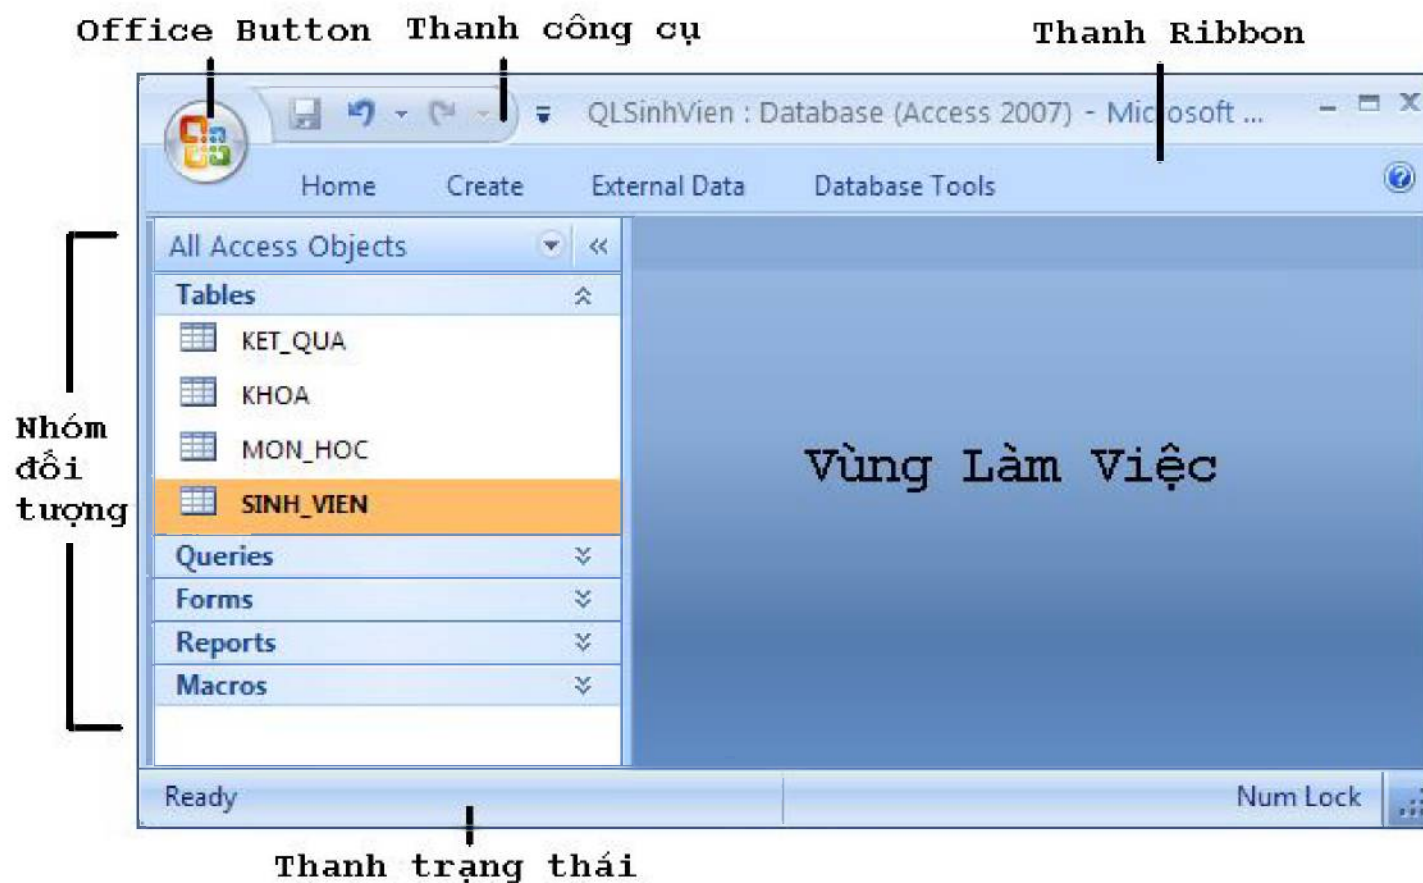 Office Button Thanh công cụ Thanh Ribbon
QLSinhVien : Database (Access 2007) - Microsoft ...
Home Create External Data Database Tools
All Access Objects
Tables
KET_QUA
KHOA
MON_HOC
SINH_VIEN
Queries
Forms
Reports
Macros
Nhóm
đối
tượng
Vùng Làm Việc
Ready Num Lock
Thanh trạng thái